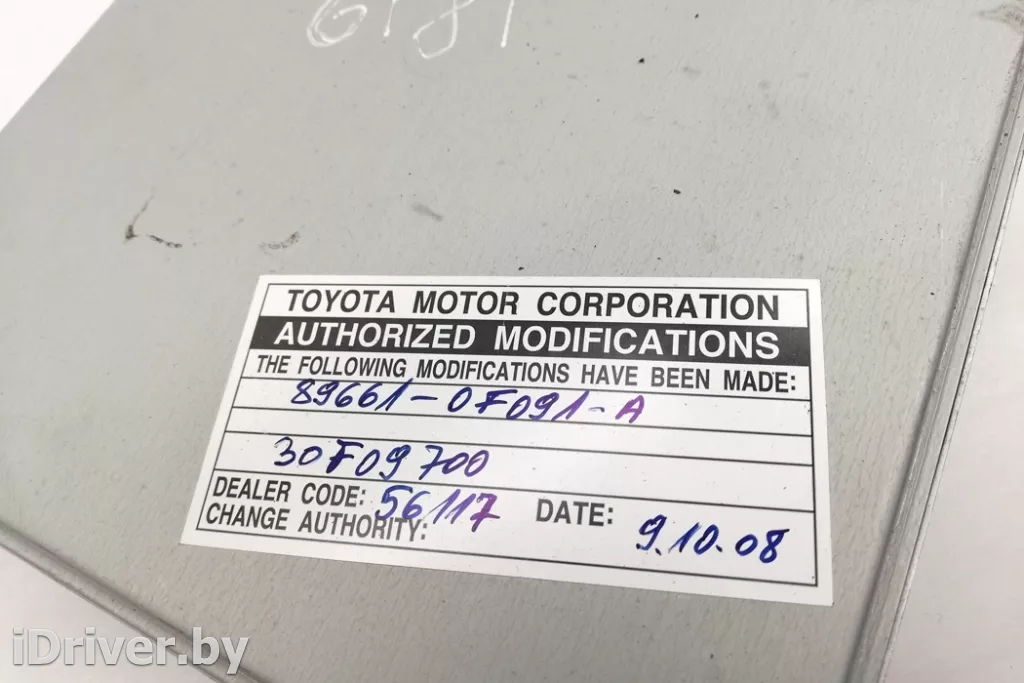 6181
TOYOTA MOTOR CORPORATION
AUTHORIZED MODIFICATIONS
THE FOLLOWING MODIFICATIONS HAVE BEEN MADE:
89661-0F091-A
30F09700
DEALER CODE: 56117 DATE: 9.10.08
CHANGE AUTHORITY:
iDriver.by